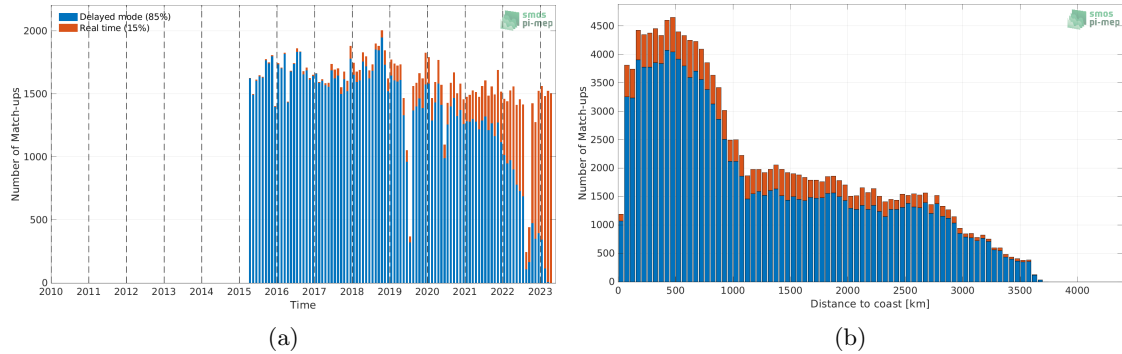 Delayed mode (85%)
Real time (15%)
smos
pi-mep
Number of Match-ups
2000
1500
1000
500
0
2010 2011 2012 2013 2014 2015 2016 2017 2018 2019 2020 2021 2022 2023
Time
(a)
smos
pi-mep
Number of Match-ups
4500
4000
3500
3000
2500
2000
1500
1000
500
0
0 500 1000 1500 2000 2500 3000 3500 4000
Distance to coast [km]
(b)